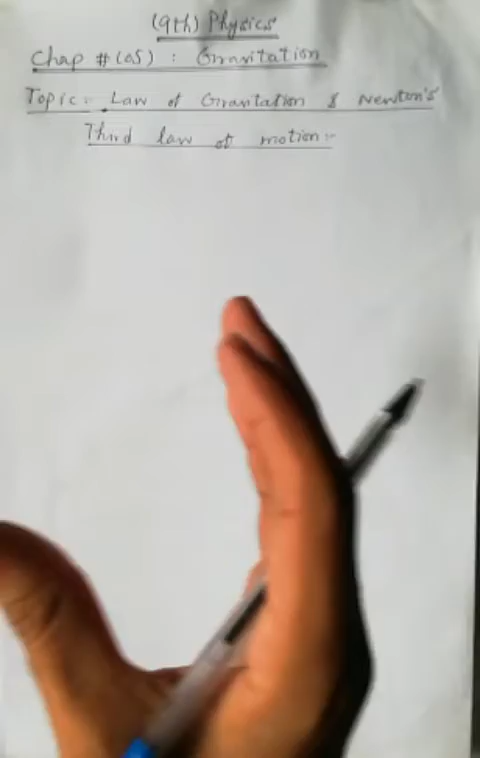 (9th) Physics
Chap # (05) : Gravitation
Topic:- Law of Gravitation & Newton's
Third law of motion:-